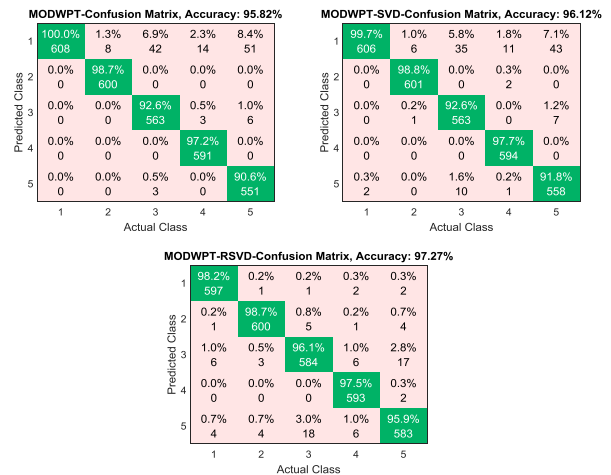 MODWPT-Confusion Matrix, Accuracy: 95.82%
Predicted Class
1 100.0% 1.3% 6.9% 2.3% 8.4%
608 8 42 14 51
2 0.0% 98.7% 0.0% 0.0% 0.0%
0 600 0 0 0
3 0.0% 0.0% 92.6% 0.5% 1.0%
0 0 563 3 6
4 0.0% 0.0% 0.0% 97.2% 0.0%
0 0 0 591 0
5 0.0% 0.0% 0.5% 0.0% 90.6%
0 0 3 0 551
1 2 3 4 5
Actual Class
MODWPT-SVD-Confusion Matrix, Accuracy: 96.12%
Predicted Class
1 99.7% 1.0% 5.8% 1.8% 7.1%
606 6 35 11 43
2 0.0% 98.8% 0.0% 0.3% 0.0%
0 601 0 2 0
3 0.0% 0.2% 92.6% 0.0% 1.2%
0 1 563 0 7
4 0.0% 0.0% 0.0% 97.7% 0.0%
0 0 0 594 0
5 0.3% 0.0% 1.6% 0.2% 91.8%
2 0 10 1 558
1 2 3 4 5
Actual Class
MODWPT-RSVD-Confusion Matrix, Accuracy: 97.27%
Predicted Class
1 98.2% 0.2% 0.2% 0.3% 0.3%
597 1 1 2 2
2 0.2% 98.7% 0.8% 0.2% 0.7%
1 600 5 1 4
3 1.0% 0.5% 96.1% 1.0% 2.8%
6 3 584 6 17
4 0.0% 0.0% 0.0% 97.5% 0.3%
0 0 0 593 2
5 0.7% 0.7% 3.0% 1.0% 95.9%
4 4 18 6 583
1 2 3 4 5
Actual Class